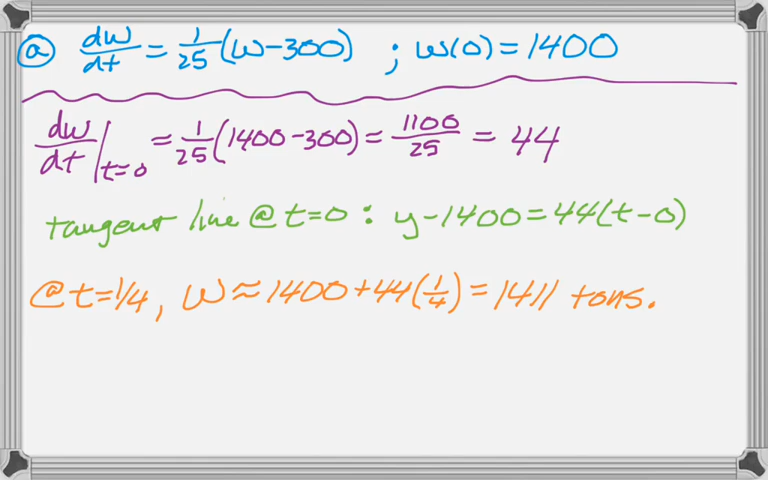 (a) dW/dt = 1/25 (W - 300) ; W(0) = 1400
dW/dt |t=0 = 1/25 (1400 - 300) = 1100/25 = 44
tangent line @ t=0 : y - 1400 = 44(t - 0)
@ t = 1/4, W ≈ 1400 + 44(1/4) = 1411 tons.